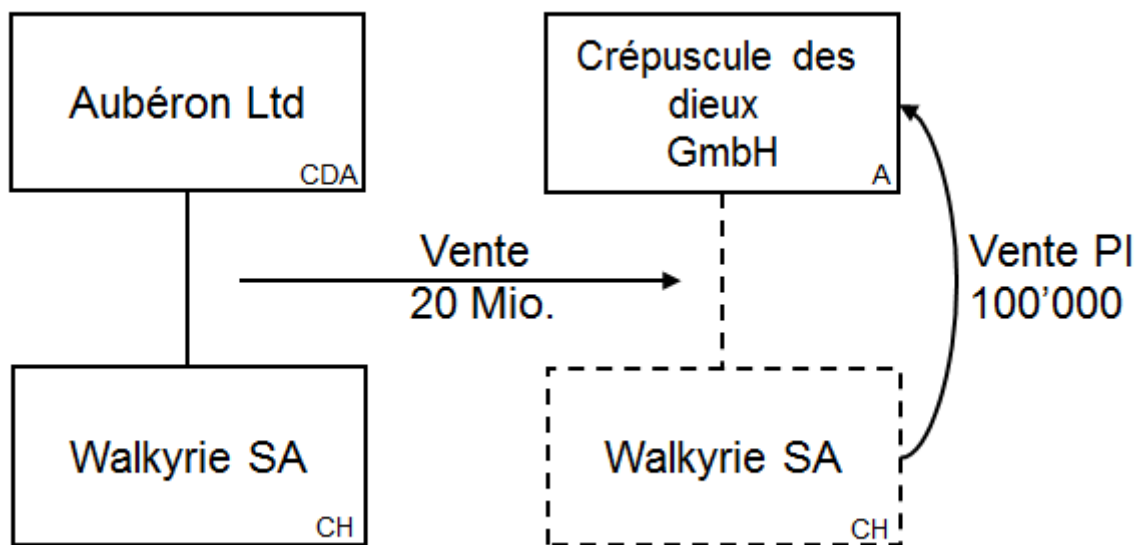 Aubéron Ltd
CDA
Crépuscule des
dieux
GmbH
A
Vente
20 Mio.
Vente PI
100’000
Walkyrie SA
CH
Walkyrie SA
CH